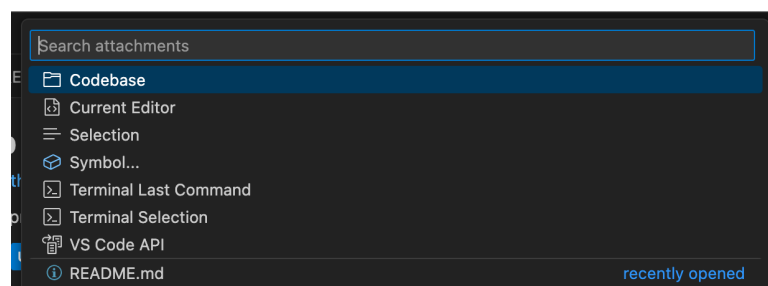 Search attachments
Codebase
Current Editor
Selection
Symbol...
Terminal Last Command
Terminal Selection
VS Code API
README.md recently opened